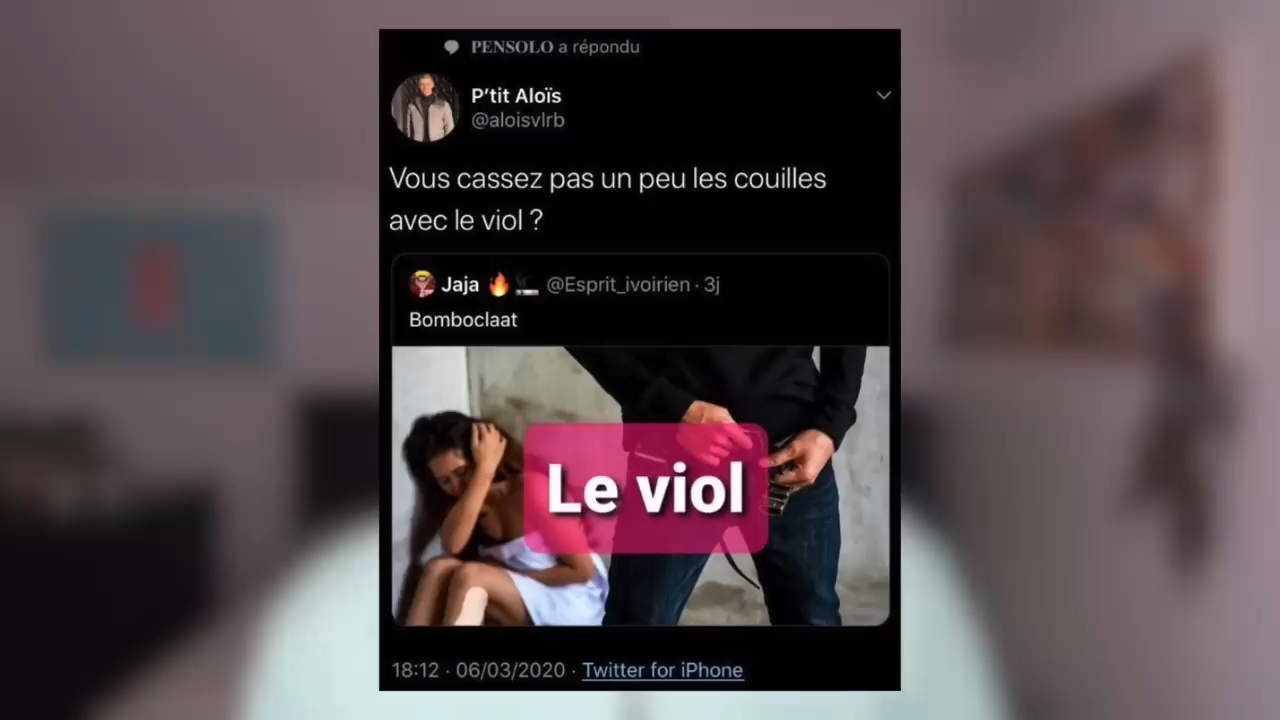 PENSOLO a répondu
P'tit Aloïs
@aloisvlrb
Vous cassez pas un peu les couilles
avec le viol ?
Jaja 🔥🚬 @Esprit_ivoirien · 3j
Bomboclaat
Le viol
18:12 · 06/03/2020 · Twitter for iPhone